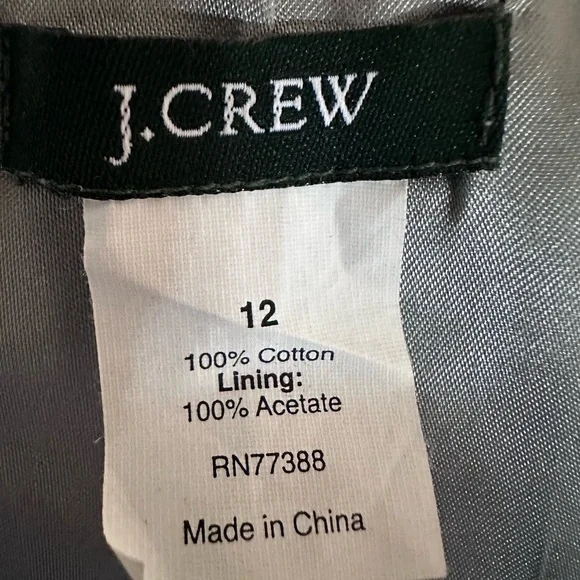 J.CREW
12
100% Cotton
Lining:
100% Acetate
RN77388
Made in China